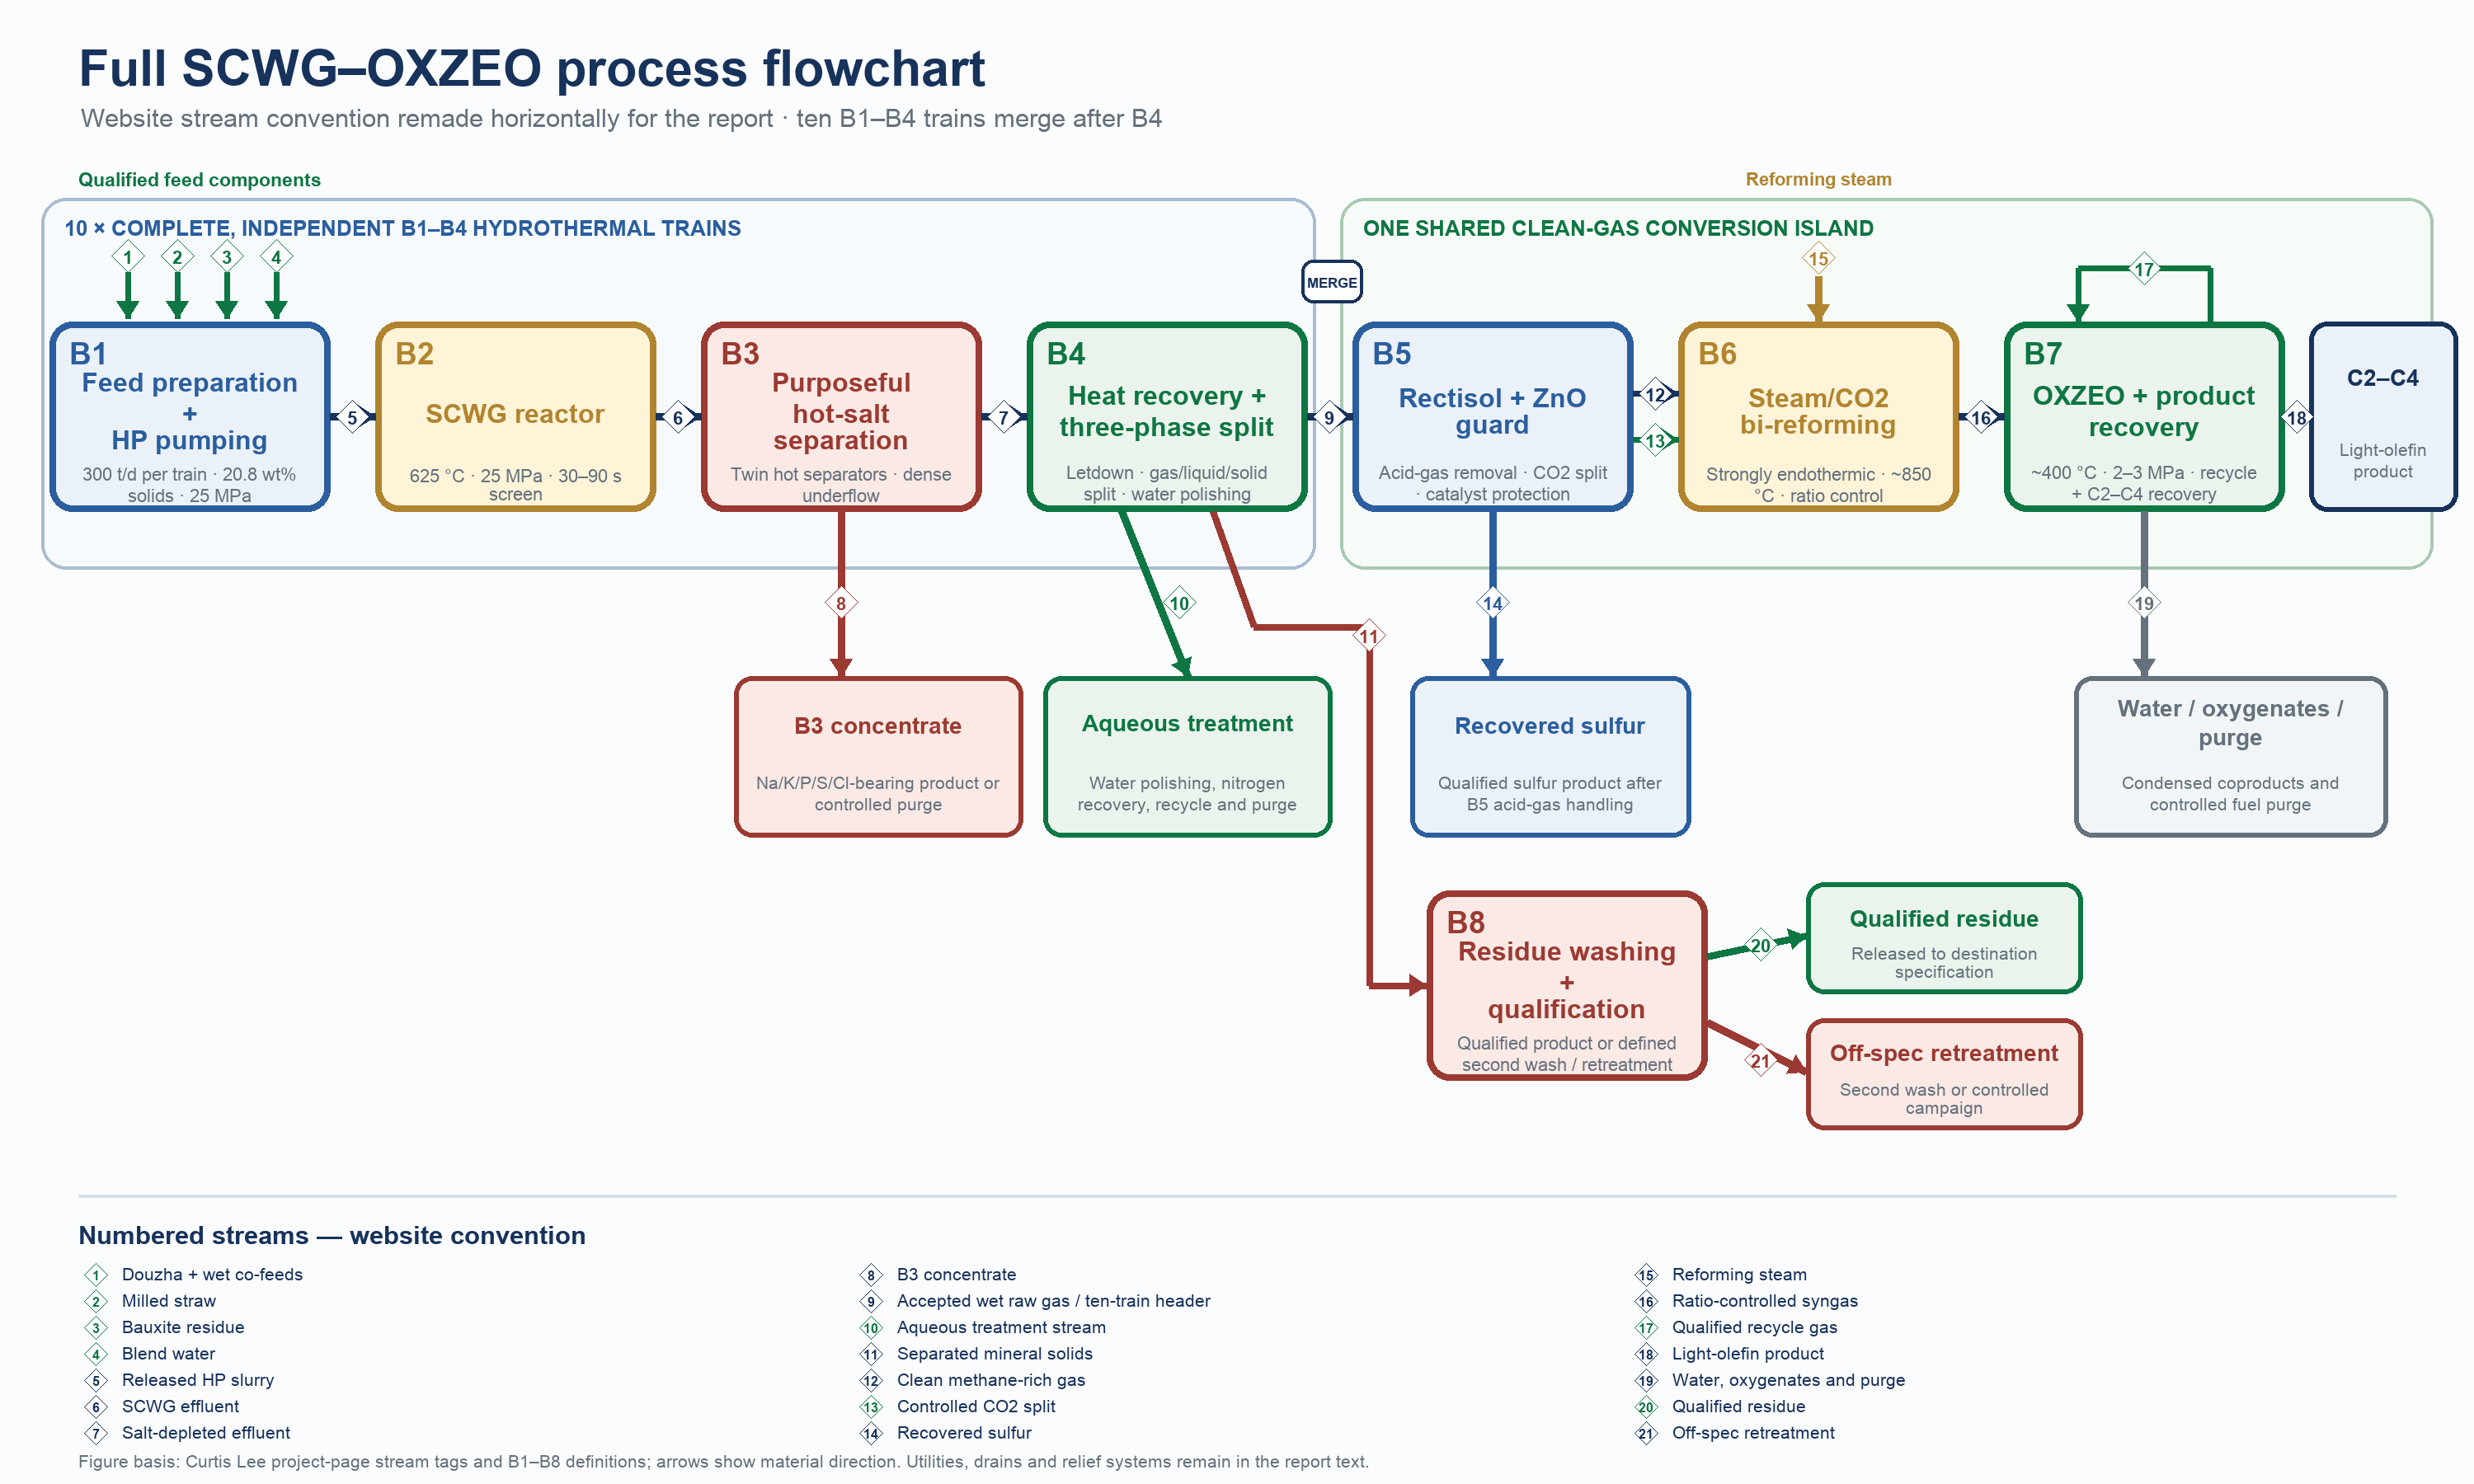 Full SCWG–OXZEO process flowchart
Website stream convention remade horizontally for the report · ten B1–B4 trains merge after B4
Qualified feed components
Reforming steam
10 × COMPLETE, INDEPENDENT B1–B4 HYDROTHERMAL TRAINS
ONE SHARED CLEAN-GAS CONVERSION ISLAND
1
2
3
4
15
17
MERGE
B1
Feed preparation
+
HP pumping
300 t/d per train · 20.8 wt%
solids · 25 MPa
5
B2
SCWG reactor
625 °C · 25 MPa · 30–90 s
screen
6
B3
Purposeful
hot-salt
separation
Twin hot separators · dense
underflow
7
B4
Heat recovery +
three-phase split
Letdown · gas/liquid/solid
split · water polishing
9
B5
Rectisol + ZnO
guard
Acid-gas removal · CO2 split
· catalyst protection
12
13
B6
Steam/CO2
bi-reforming
Strongly endothermic · ~850
°C · ratio control
16
B7
OXZEO + product
recovery
~400 °C · 2–3 MPa · recycle
+ C2–C4 recovery
18
C2–C4
Light-olefin
product
8
10
11
14
19
B3 concentrate
Na/K/P/S/Cl-bearing product or
controlled purge
Aqueous treatment
Water polishing, nitrogen
recovery, recycle and purge
Recovered sulfur
Qualified sulfur product after
B5 acid-gas handling
Water / oxygenates /
purge
Condensed coproducts and
controlled fuel purge
B8
Residue washing
+
qualification
Qualified product or defined
second wash / retreatment
20
Qualified residue
Released to destination
specification
21
Off-spec retreatment
Second wash or controlled
campaign
Numbered streams — website convention
1 Douzha + wet co-feeds
2 Milled straw
3 Bauxite residue
4 Blend water
5 Released HP slurry
6 SCWG effluent
7 Salt-depleted effluent
8 B3 concentrate
9 Accepted wet raw gas / ten-train header
10 Aqueous treatment stream
11 Separated mineral solids
12 Clean methane-rich gas
13 Controlled CO2 split
14 Recovered sulfur
15 Reforming steam
16 Ratio-controlled syngas
17 Qualified recycle gas
18 Light-olefin product
19 Water, oxygenates and purge
20 Qualified residue
21 Off-spec retreatment
Figure basis: Curtis Lee project-page stream tags and B1–B8 definitions; arrows show material direction. Utilities, drains and relief systems remain in the report text.